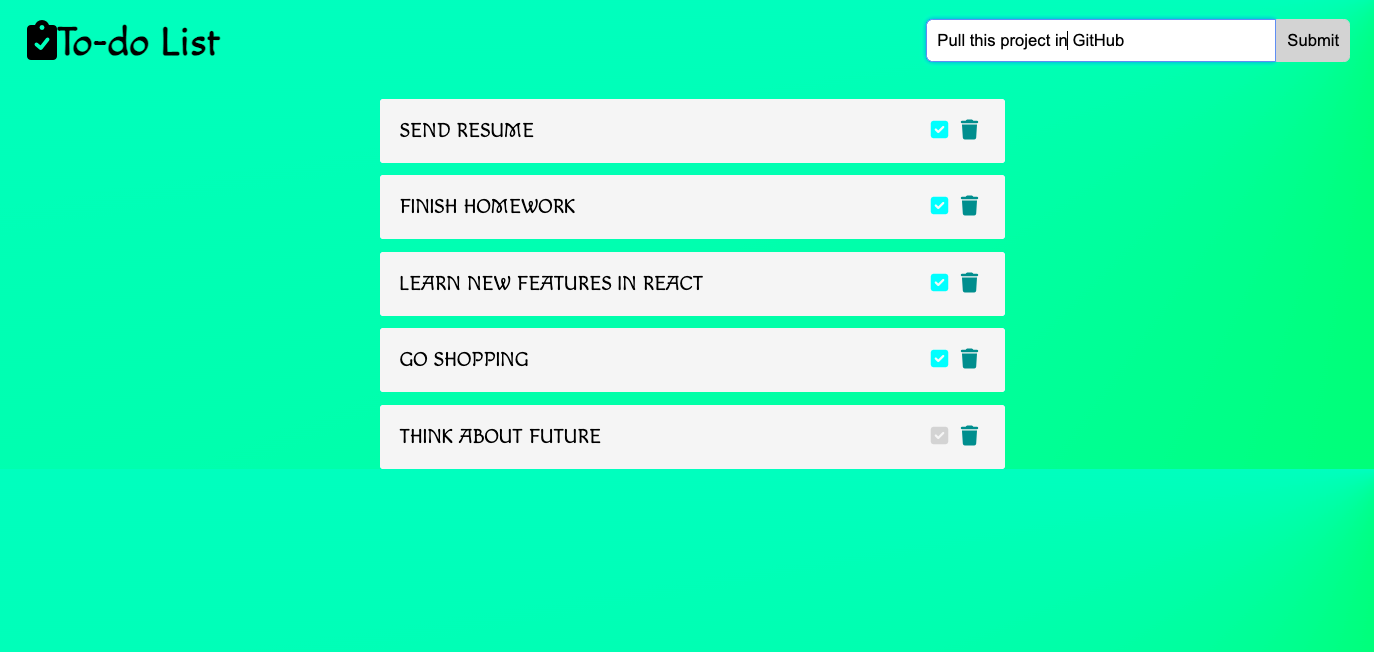 To-do List
Pull this project in GitHub
Submit
SEND RESUME
FINISH HOMEWORK
LEARN NEW FEATURES IN REACT
GO SHOPPING
THINK ABOUT FUTURE